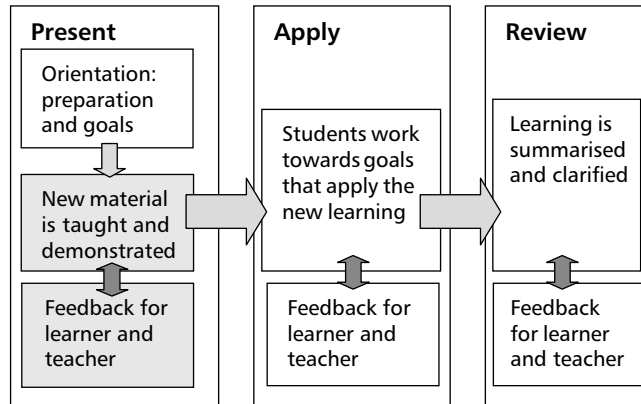 Present
Orientation:
preparation
and goals
New material
is taught and
demonstrated
Feedback for
learner and
teacher
Apply
Students work
towards goals
that apply the
new learning
Feedback for
learner and
teacher
Review
Learning is
summarised
and clarified
Feedback
for learner
and teacher